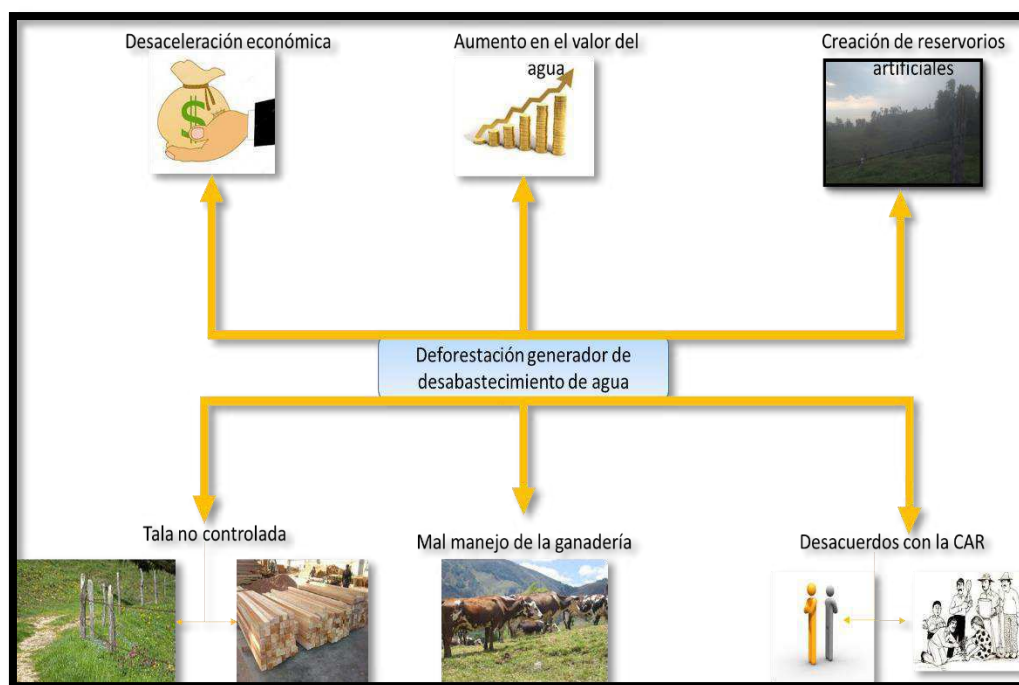 Desaceleración económica
Aumento en el valor del
agua
Creación de reservorios
artificiales
$
Deforestación generador de
desabastecimiento de agua
Tala no controlada
Mal manejo de la ganadería
Desacuerdos con la CAR